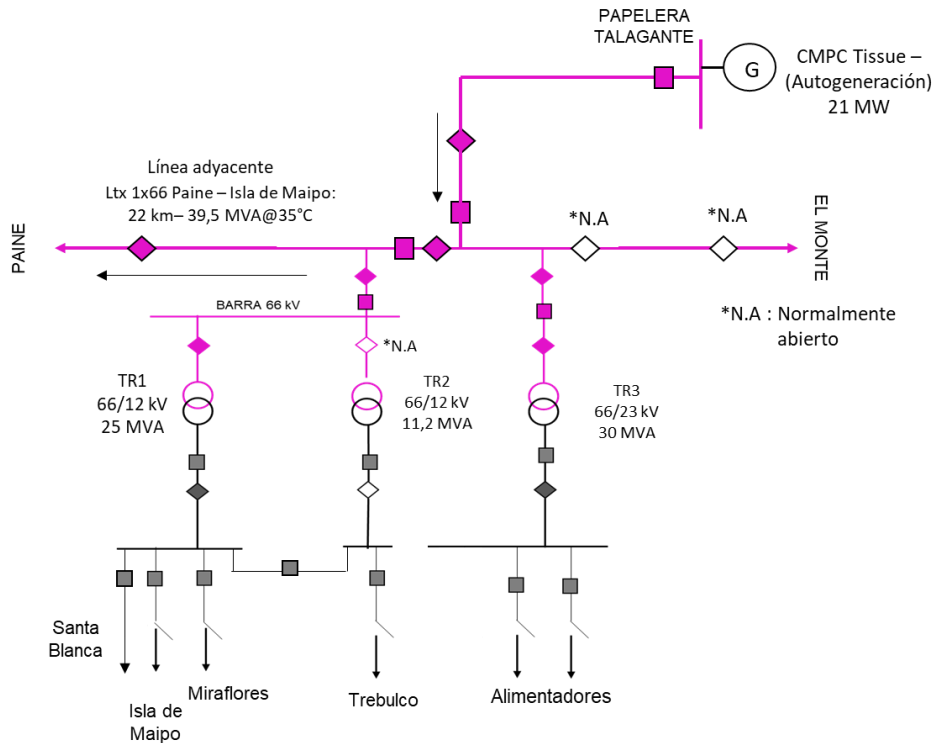 PAPELERA
TALAGANTE
G
CMPC Tissue –
(Autogeneración)
21 MW
Línea adyacente
Ltx 1x66 Paine – Isla de Maipo:
22 km– 39,5 MVA@35°C
*N.A
*N.A
PAINE
EL MONTE
BARRA 66 kV
*N.A : Normalmente
abierto
*N.A
TR1
66/12 kV
25 MVA
TR2
66/12 kV
11,2 MVA
TR3
66/23 kV
30 MVA
Santa
Blanca
Isla de
Maipo
Miraflores
Trebulco
Alimentadores